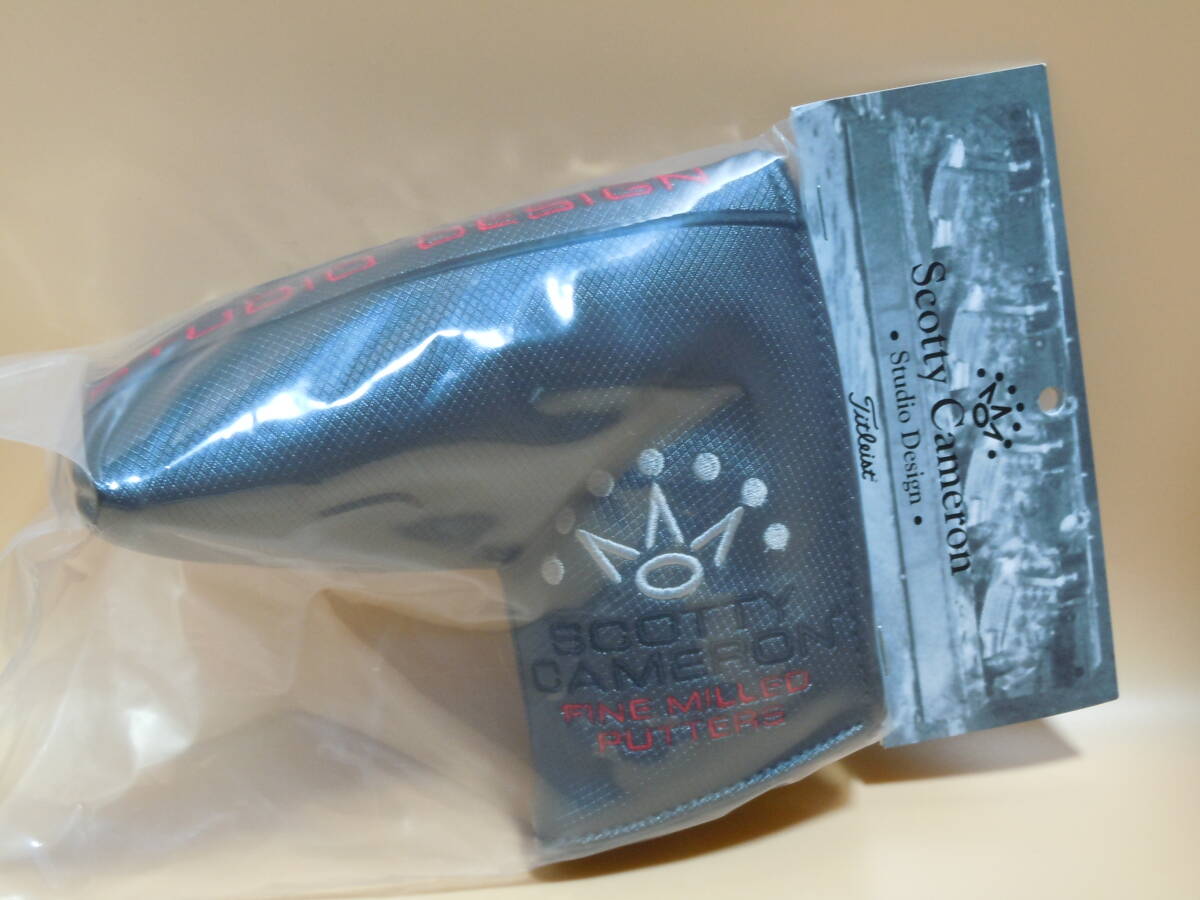 STUDIO DESIGN
SCOTTY
CAMERON
FINE MILLED
PUTTERS
Scotty Cameron
• Studio Design •
Titleist